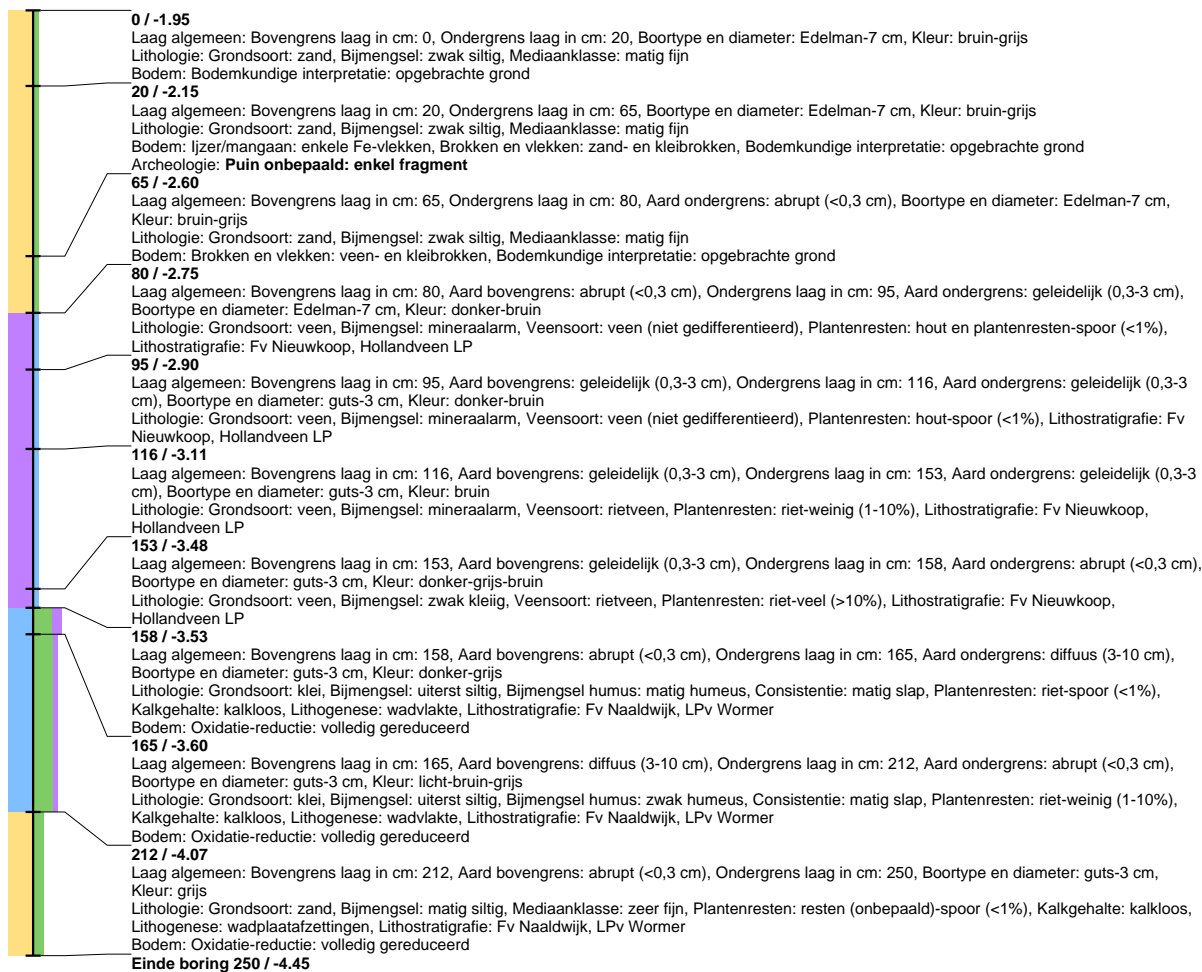 0 / -1.95
Laag algemeen: Bovengrens laag in cm: 0, Ondergrens laag in cm: 20, Boortype en diameter: Edelman-7 cm, Kleur: bruin-grijs
Lithologie: Grondsoort: zand, Bijmengsel: zwak siltig, Mediaanklasse: matig fijn
Bodem: Bodemkundige interpretatie: opgebrachte grond
20 / -2.15
Laag algemeen: Bovengrens laag in cm: 20, Ondergrens laag in cm: 65, Boortype en diameter: Edelman-7 cm, Kleur: bruin-grijs
Lithologie: Grondsoort: zand, Bijmengsel: zwak siltig, Mediaanklasse: matig fijn
Bodem: Ijzer/mangaan: enkele Fe-vlekken, Brokken en vlekken: zand- en kleibrokken, Bodemkundige interpretatie: opgebrachte grond
Archeologie: Puin onbepaald: enkel fragment
65 / -2.60
Laag algemeen: Bovengrens laag in cm: 65, Ondergrens laag in cm: 80, Aard ondergrens: abrupt (<0,3 cm), Boortype en diameter: Edelman-7 cm,
Kleur: bruin-grijs
Lithologie: Grondsoort: zand, Bijmengsel: zwak siltig, Mediaanklasse: matig fijn
Bodem: Brokken en vlekken: veen- en kleibrokken, Bodemkundige interpretatie: opgebrachte grond
80 / -2.75
Laag algemeen: Bovengrens laag in cm: 80, Aard bovengrens: abrupt (<0,3 cm), Ondergrens laag in cm: 95, Aard ondergrens: geleidelijk (0,3-3 cm),
Boortype en diameter: Edelman-7 cm, Kleur: donker-bruin
Lithologie: Grondsoort: veen, Bijmengsel: mineraalarm, Veensoort: veen (niet gedifferentieerd), Plantenresten: hout en plantenresten-spoor (<1%),
Lithostratigrafie: Fv Nieuwkoop, Hollandveen LP
95 / -2.90
Laag algemeen: Bovengrens laag in cm: 95, Aard bovengrens: geleidelijk (0,3-3 cm), Ondergrens laag in cm: 116, Aard ondergrens: geleidelijk (0,3-3
cm), Boortype en diameter: guts-3 cm, Kleur: donker-bruin
Lithologie: Grondsoort: veen, Bijmengsel: mineraalarm, Veensoort: veen (niet gedifferentieerd), Plantenresten: hout-spoor (<1%), Lithostratigrafie: Fv
Nieuwkoop, Hollandveen LP
116 / -3.11
Laag algemeen: Bovengrens laag in cm: 116, Aard bovengrens: geleidelijk (0,3-3 cm), Ondergrens laag in cm: 153, Aard ondergrens: geleidelijk (0,3-3
cm), Boortype en diameter: guts-3 cm, Kleur: bruin
Lithologie: Grondsoort: veen, Bijmengsel: mineraalarm, Veensoort: rietveen, Plantenresten: riet-weinig (1-10%), Lithostratigrafie: Fv Nieuwkoop,
Hollandveen LP
153 / -3.48
Laag algemeen: Bovengrens laag in cm: 153, Aard bovengrens: geleidelijk (0,3-3 cm), Ondergrens laag in cm: 158, Aard ondergrens: abrupt (<0,3 cm),
Boortype en diameter: guts-3 cm, Kleur: donker-grijs-bruin
Lithologie: Grondsoort: veen, Bijmengsel: zwak kleiig, Veensoort: rietveen, Plantenresten: riet-veel (>10%), Lithostratigrafie: Fv Nieuwkoop,
Hollandveen LP
158 / -3.53
Laag algemeen: Bovengrens laag in cm: 158, Aard bovengrens: abrupt (<0,3 cm), Ondergrens laag in cm: 165, Aard ondergrens: diffuus (3-10 cm),
Boortype en diameter: guts-3 cm, Kleur: donker-grijs
Lithologie: Grondsoort: klei, Bijmengsel: uiterst siltig, Bijmengsel humus: matig humeus, Consistentie: matig slap, Plantenresten: riet-spoor (<1%),
Kalkgehalte: kalkloos, Lithogenese: wadvlakte, Lithostratigrafie: Fv Naaldwijk, LPv Wormer
Bodem: Oxidatie-reductie: volledig gereduceerd
165 / -3.60
Laag algemeen: Bovengrens laag in cm: 165, Aard bovengrens: diffuus (3-10 cm), Ondergrens laag in cm: 212, Aard ondergrens: abrupt (<0,3 cm),
Boortype en diameter: guts-3 cm, Kleur: licht-bruin-grijs
Lithologie: Grondsoort: klei, Bijmengsel: uiterst siltig, Bijmengsel humus: zwak humeus, Consistentie: matig slap, Plantenresten: riet-weinig (1-10%),
Kalkgehalte: kalkloos, Lithogenese: wadvlakte, Lithostratigrafie: Fv Naaldwijk, LPv Wormer
Bodem: Oxidatie-reductie: volledig gereduceerd
212 / -4.07
Laag algemeen: Bovengrens laag in cm: 212, Aard bovengrens: abrupt (<0,3 cm), Ondergrens laag in cm: 250, Boortype en diameter: guts-3 cm,
Kleur: grijs
Lithologie: Grondsoort: zand, Bijmengsel: matig siltig, Mediaanklasse: zeer fijn, Plantenresten: resten (onbepaald)-spoor (<1%), Kalkgehalte: kalkloos,
Lithogenese: wadplaatafzettingen, Lithostratigrafie: Fv Naaldwijk, LPv Wormer
Bodem: Oxidatie-reductie: volledig gereduceerd
Einde boring 250 / -4.45